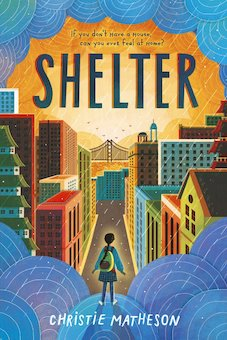 If you don't have a house,
can you ever feel at home?
SHELTER
CHRISTIE MATHESON